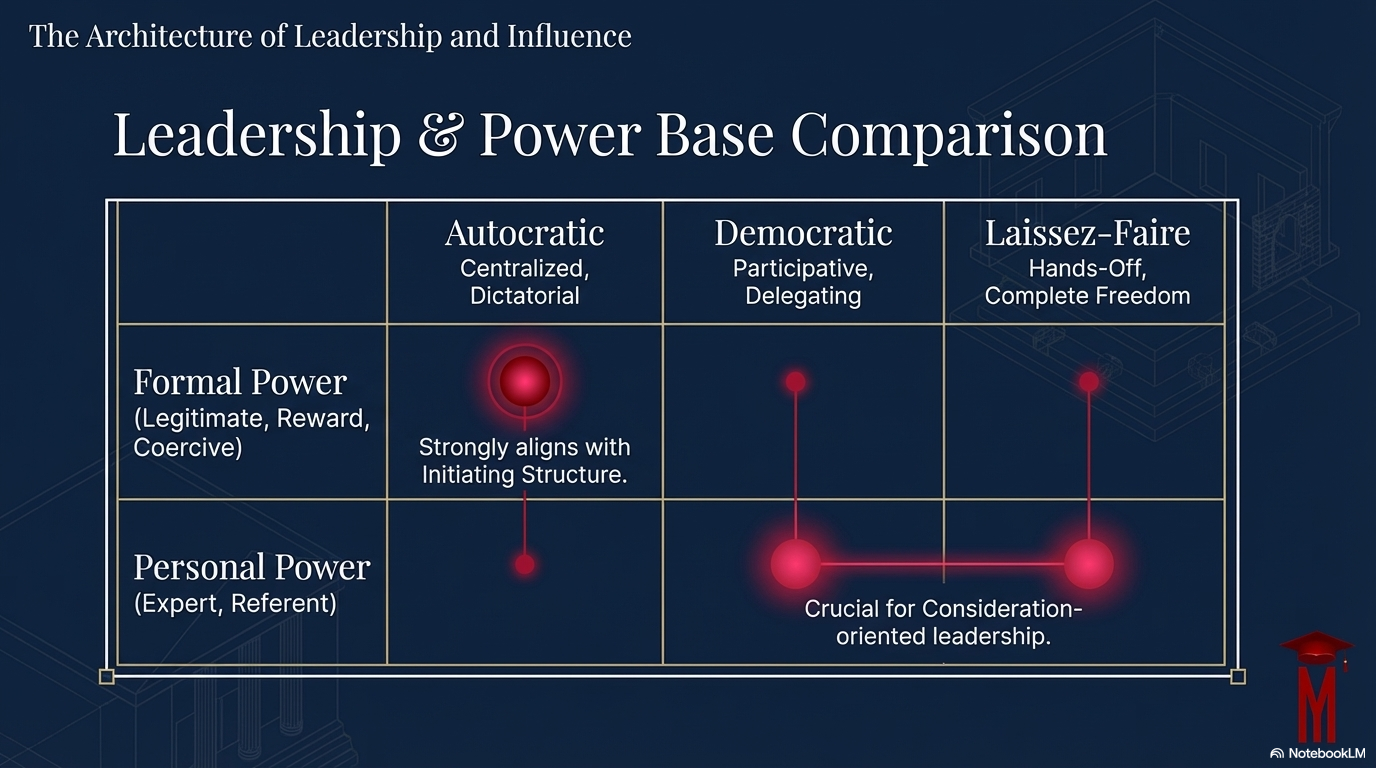 The Architecture of Leadership and Influence
Leadership & Power Base Comparison
Autocratic
Centralized,
Dictatorial
Democratic
Participative,
Delegating
Laissez-Faire
Hands-Off,
Complete Freedom
Formal Power
(Legitimate, Reward,
Coercive)
Strongly aligns with
Initiating Structure.
Personal Power
(Expert, Referent)
Crucial for Consideration-
oriented leadership.
M
NotebookLM